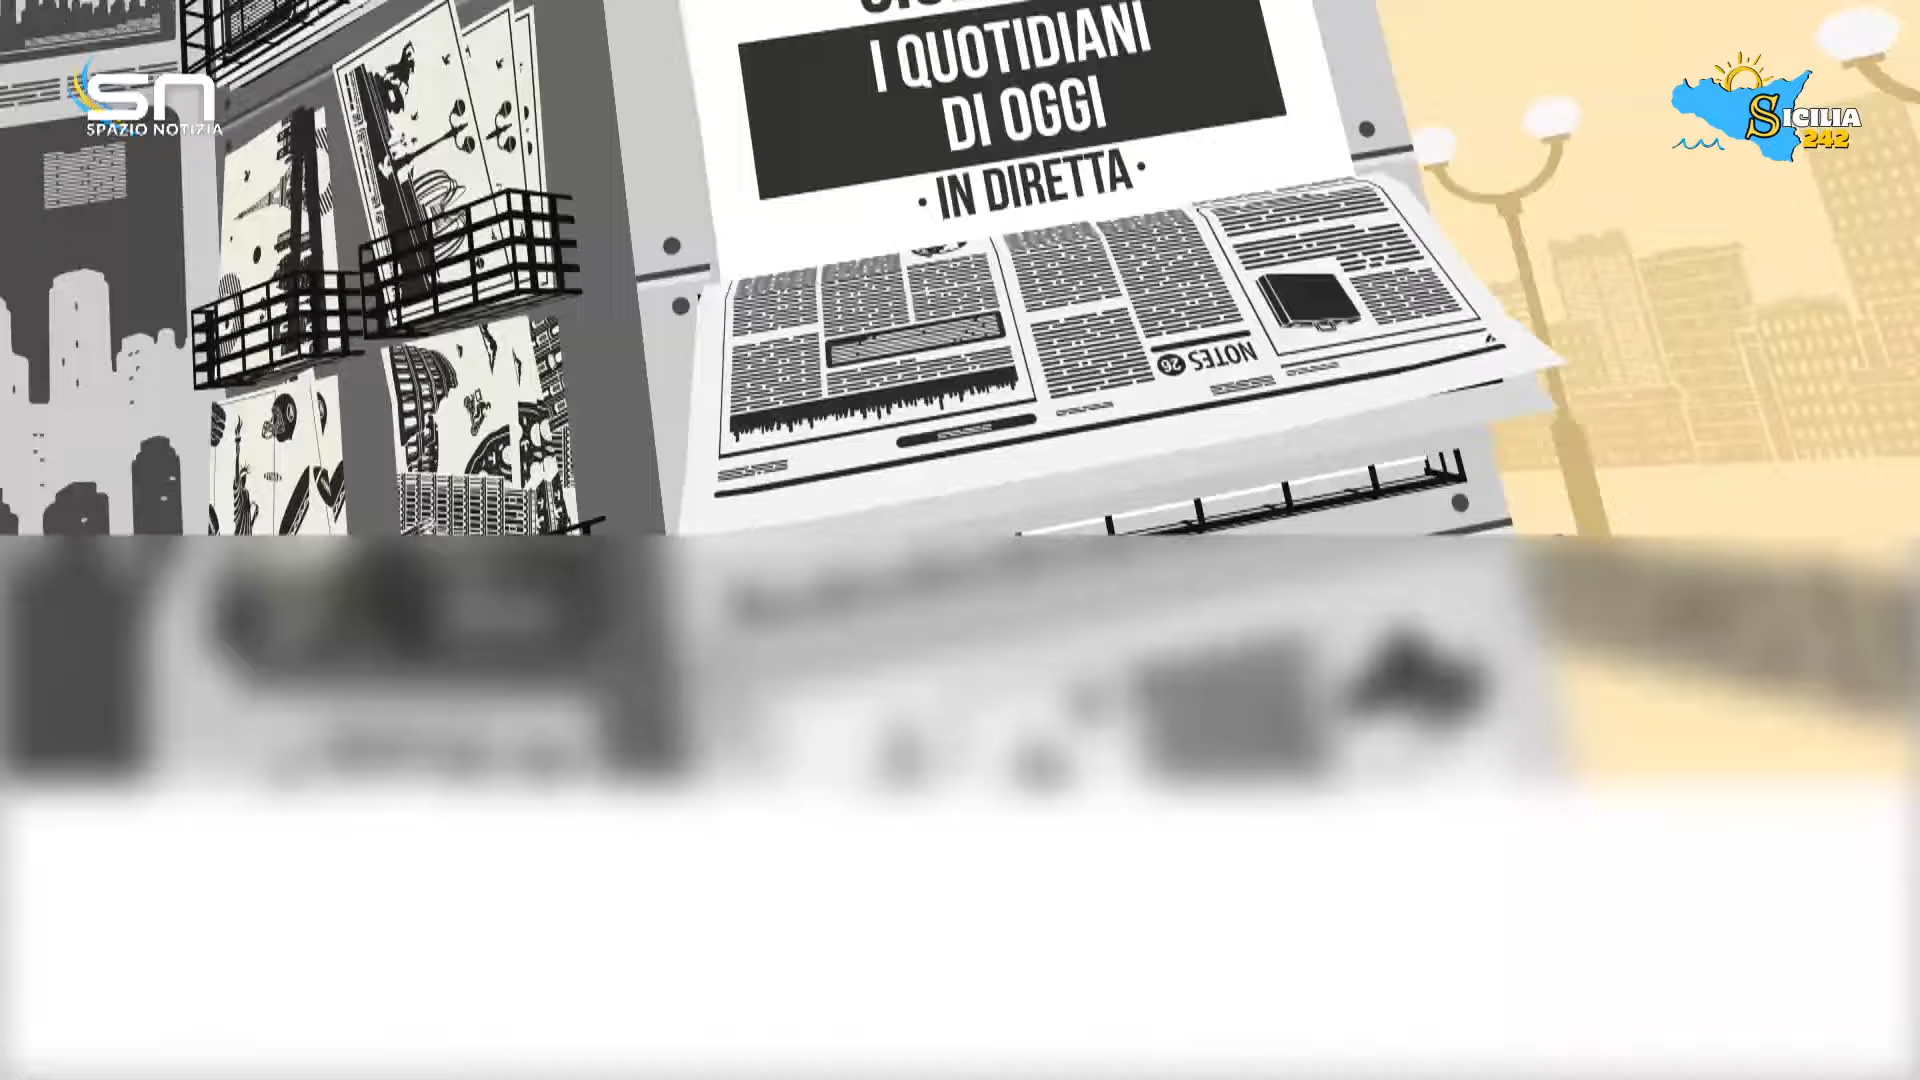 I QUOTIDIANI
DI OGGI
• IN DIRETTA •
SN
SPAZIO NOTIZIA
SICILIA
242
NOTES 26